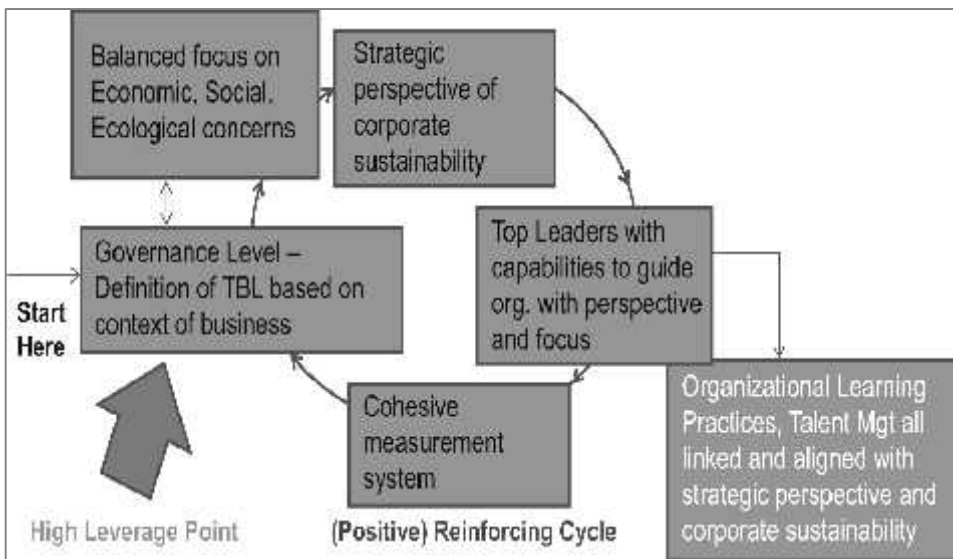 Balanced focus on
Economic, Social,
Ecological concerns
Strategic
perspective of
corporate
sustainability
Governance Level –
Definition of TBL based on
context of business
Top Leaders with
capabilities to guide
org. with perspective
and focus
Start
Here
Cohesive
measurement
system
Organizational Learning
Practices, Talent Mgt all
linked and aligned with
strategic perspective and
corporate sustainability
High Leverage Point
(Positive) Reinforcing Cycle